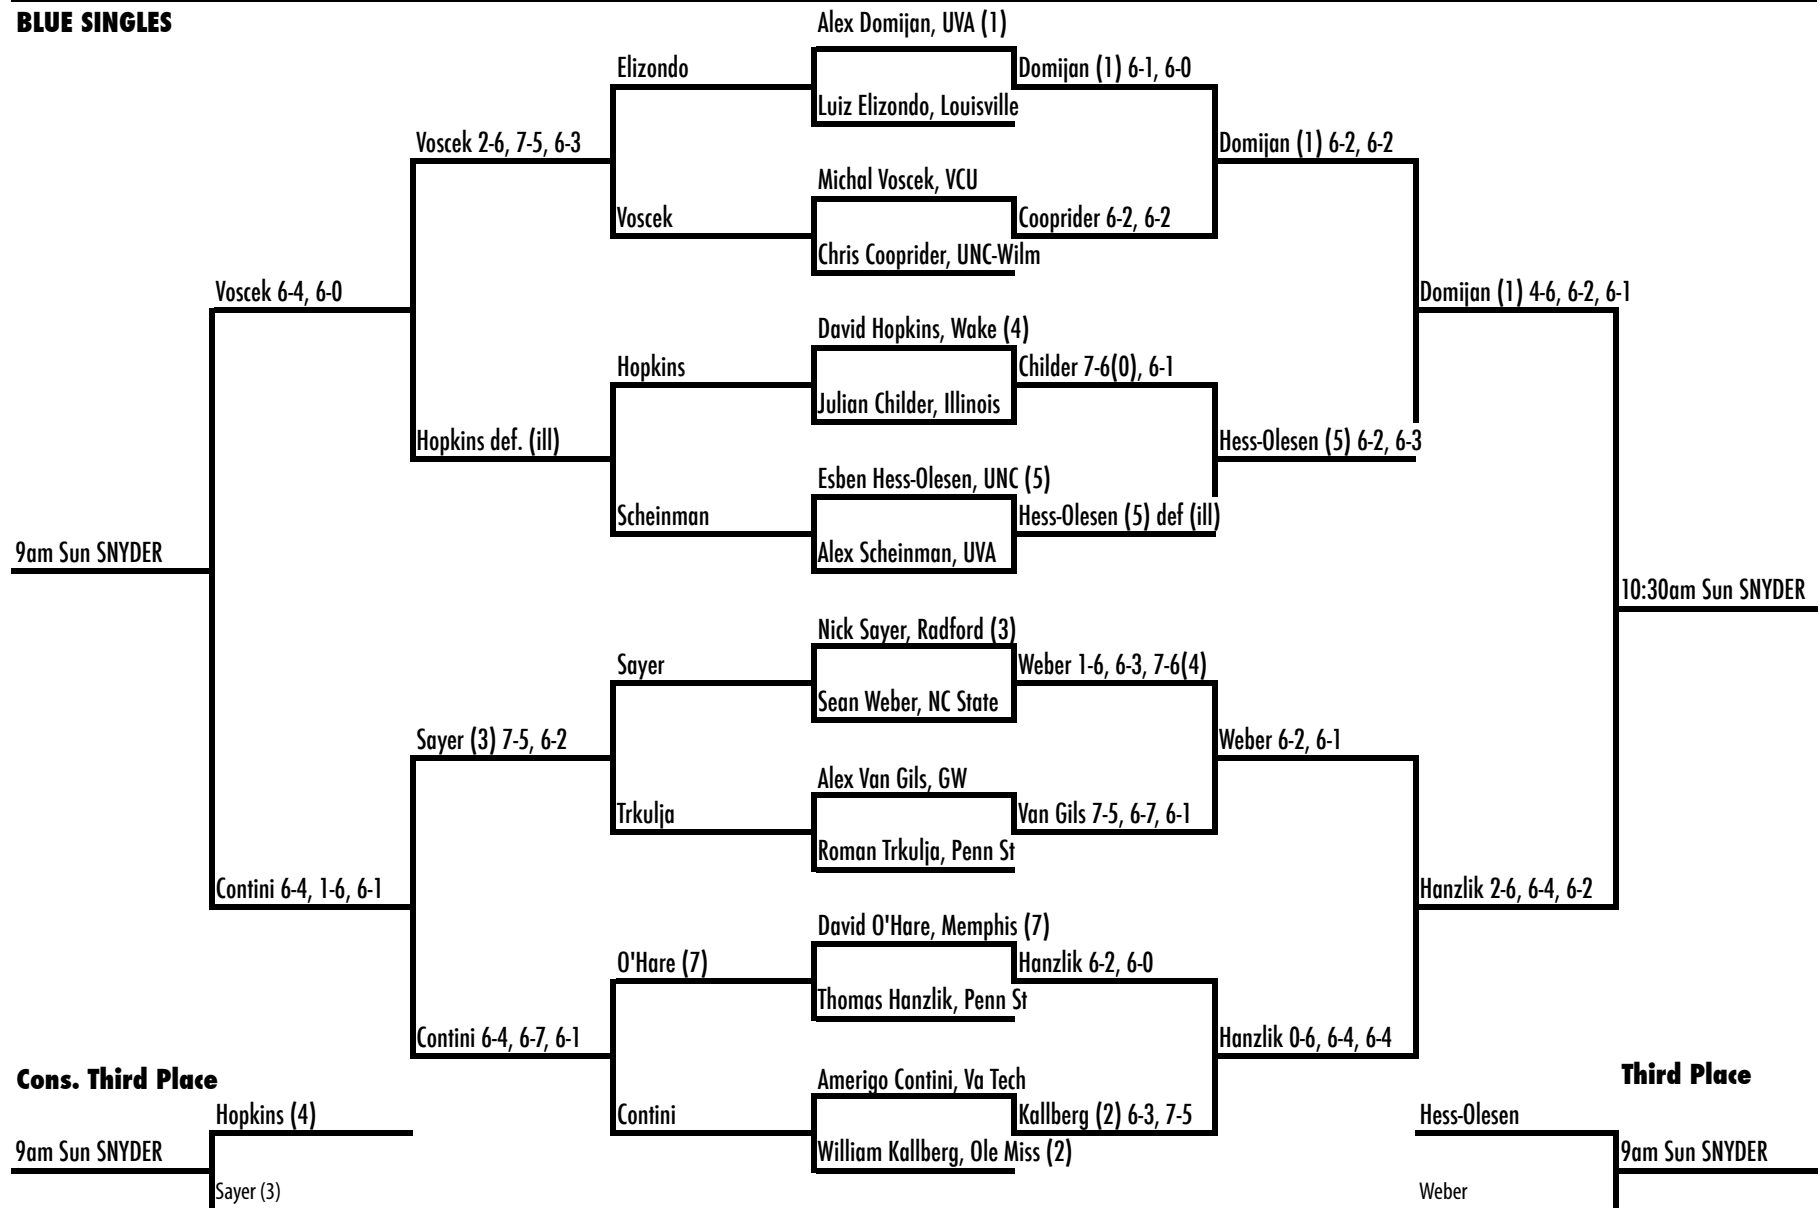 BLUE SINGLES
Alex Domijan, UVA (1)
Elizondo
Domijan (1) 6-1, 6-0
Luiz Elizondo, Louisville
Voscek 2-6, 7-5, 6-3
Domijan (1) 6-2, 6-2
Michal Voscek, VCU
Voscek
Cooprider 6-2, 6-2
Chris Cooprider, UNC-Wilm
Voscek 6-4, 6-0
Domijan (1) 4-6, 6-2, 6-1
David Hopkins, Wake (4)
Hopkins
Childer 7-6(0), 6-1
Julian Childer, Illinois
Hopkins def. (ill)
Hess-Olesen (5) 6-2, 6-3
Esben Hess-Olesen, UNC (5)
Scheinman
Hess-Olesen (5) def (ill)
Alex Scheinman, UVA
9am Sun SNYDER
10:30am Sun SNYDER
Nick Sayer, Radford (3)
Sayer
Weber 1-6, 6-3, 7-6(4)
Sean Weber, NC State
Sayer (3) 7-5, 6-2
Weber 6-2, 6-1
Alex Van Gils, GW
Trkulja
Van Gils 7-5, 6-7, 6-1
Roman Trkulja, Penn St
Contini 6-4, 1-6, 6-1
Hanzlik 2-6, 6-4, 6-2
David O'Hare, Memphis (7)
O'Hare (7)
Hanzlik 6-2, 6-0
Thomas Hanzlik, Penn St
Contini 6-4, 6-7, 6-1
Hanzlik 0-6, 6-4, 6-4
Cons. Third Place
Amerigo Contini, Va Tech
Third Place
Hopkins (4)
Contini
Kallberg (2) 6-3, 7-5
Hess-Olesen
9am Sun SNYDER
William Kallberg, Ole Miss (2)
9am Sun SNYDER
Sayer (3)
Weber